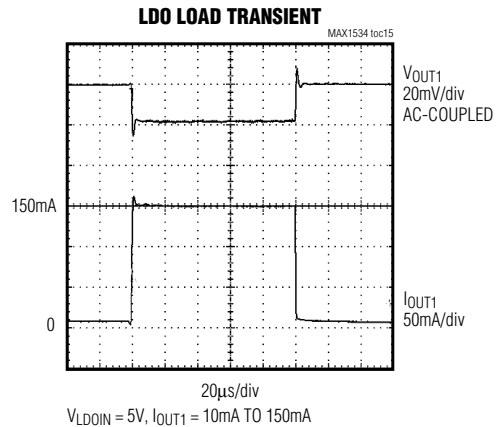 LDO LOAD TRANSIENT
MAX1534 toc15
VOUT1
20mV/div
AC-COUPLED
150mA
0
IOUT1
50mA/div
20μs/div
VLDOIN = 5V, IOUT1 = 10mA TO 150mA